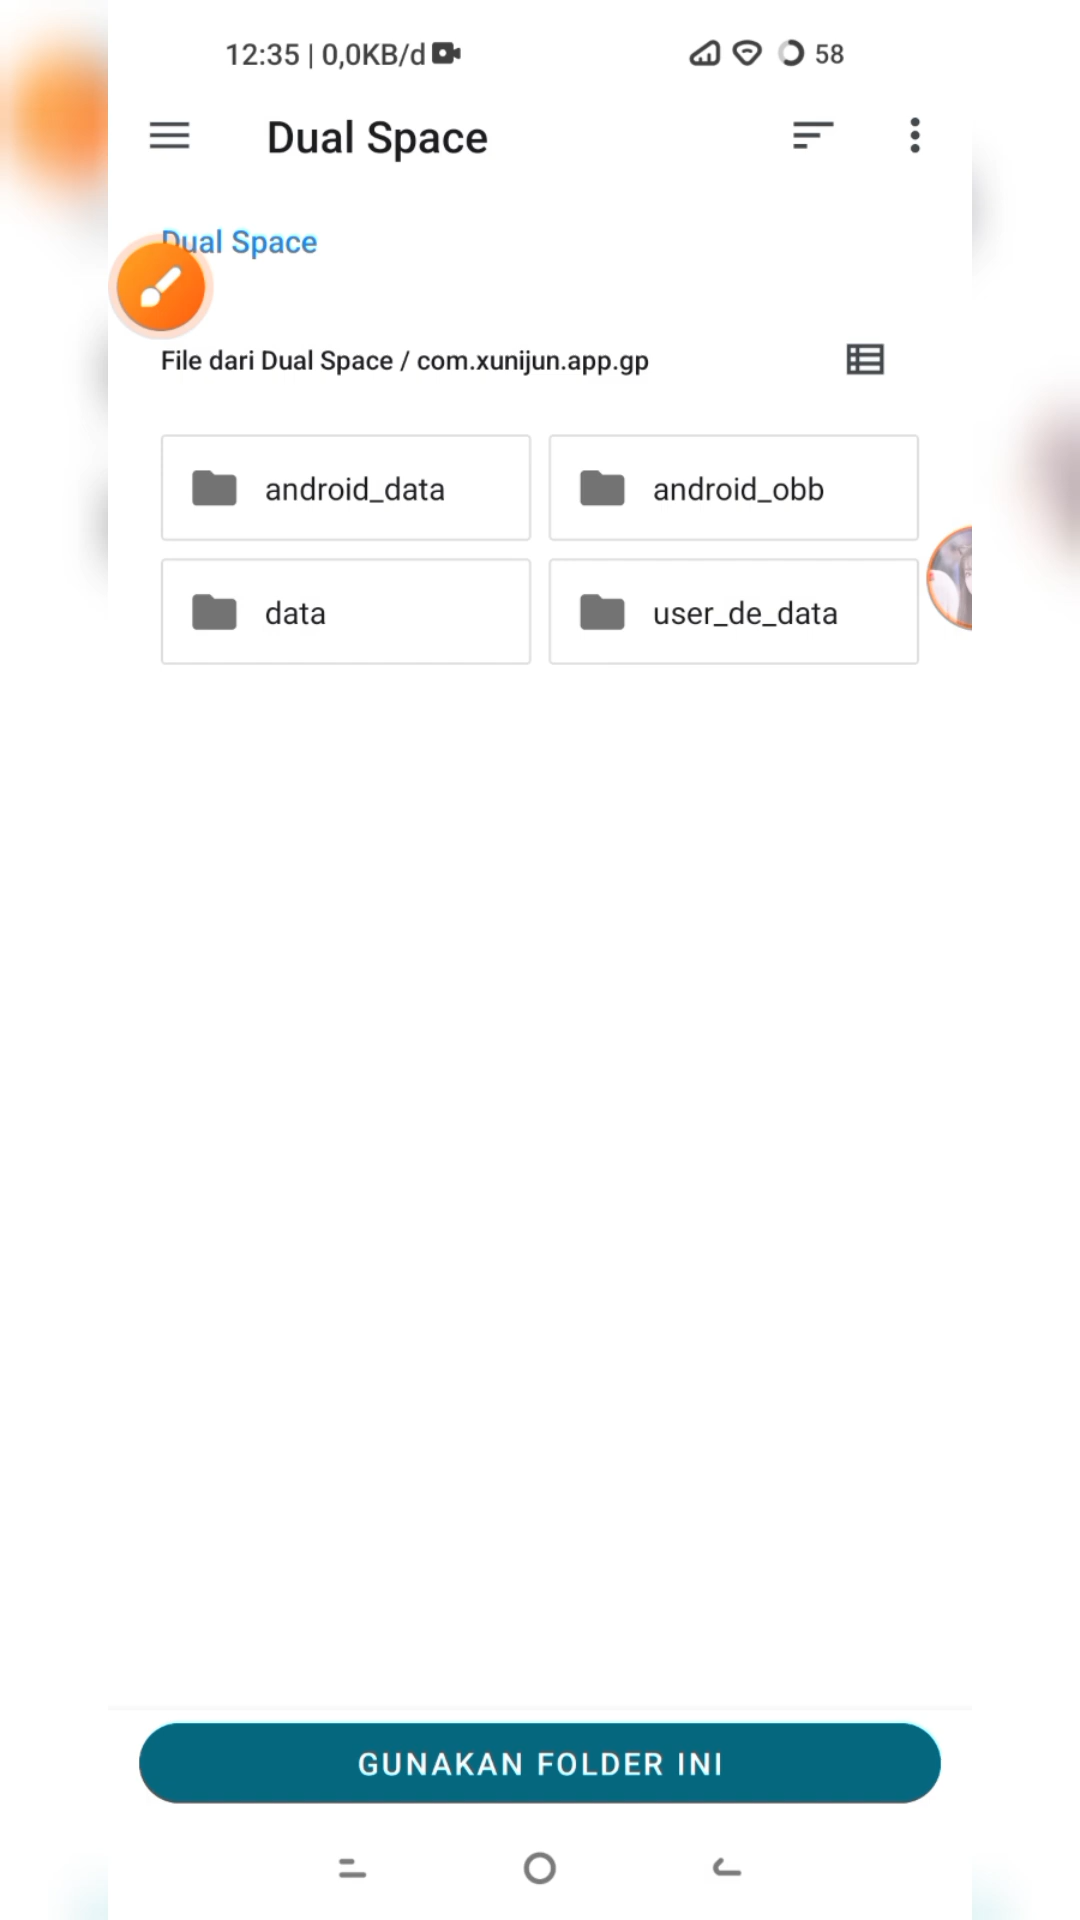 12:35 | 0,0KB/d
58
Dual Space
Dual Space
File dari Dual Space / com.xunijun.app.gp
android_data
android_obb
data
user_de_data
GUNAKAN FOLDER INI